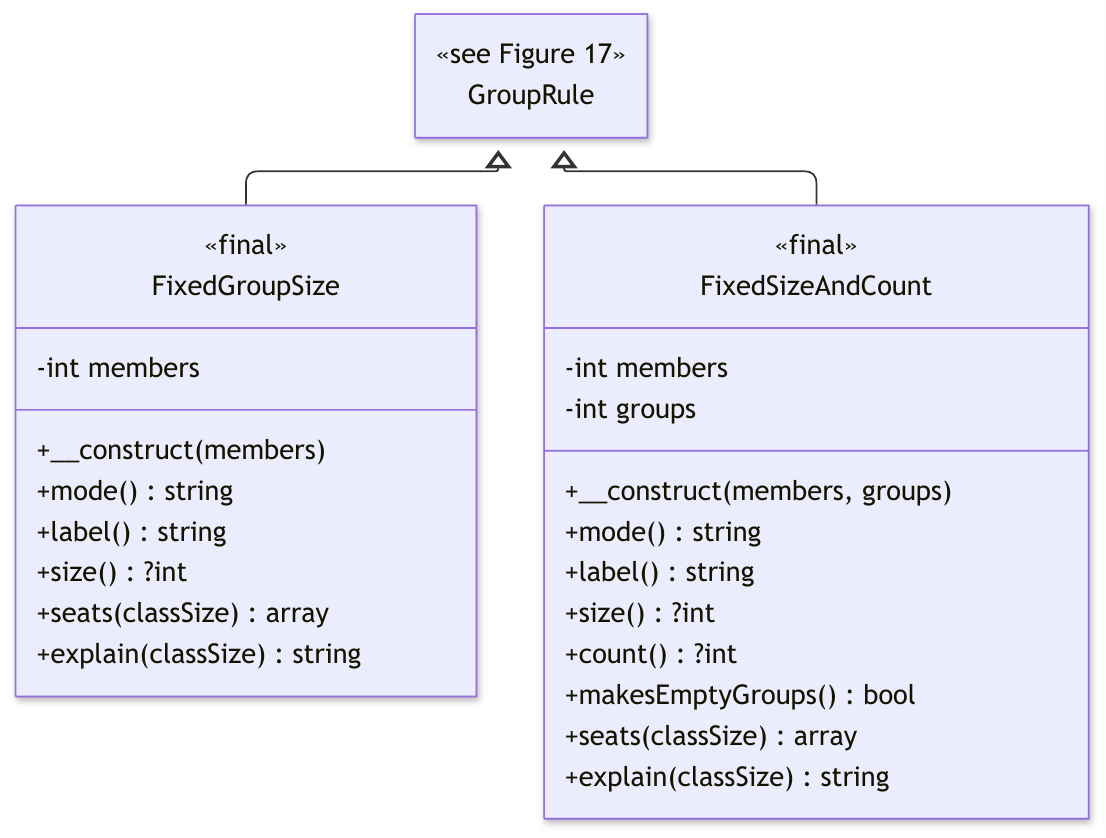 «see Figure 17»
GroupRule
«final»
FixedGroupSize
-int members
+__construct(members)
+mode() : string
+label() : string
+size() : ?int
+seats(classSize) : array
+explain(classSize) : string
«final»
FixedSizeAndCount
-int members
-int groups
+__construct(members, groups)
+mode() : string
+label() : string
+size() : ?int
+count() : ?int
+makesEmptyGroups() : bool
+seats(classSize) : array
+explain(classSize) : string